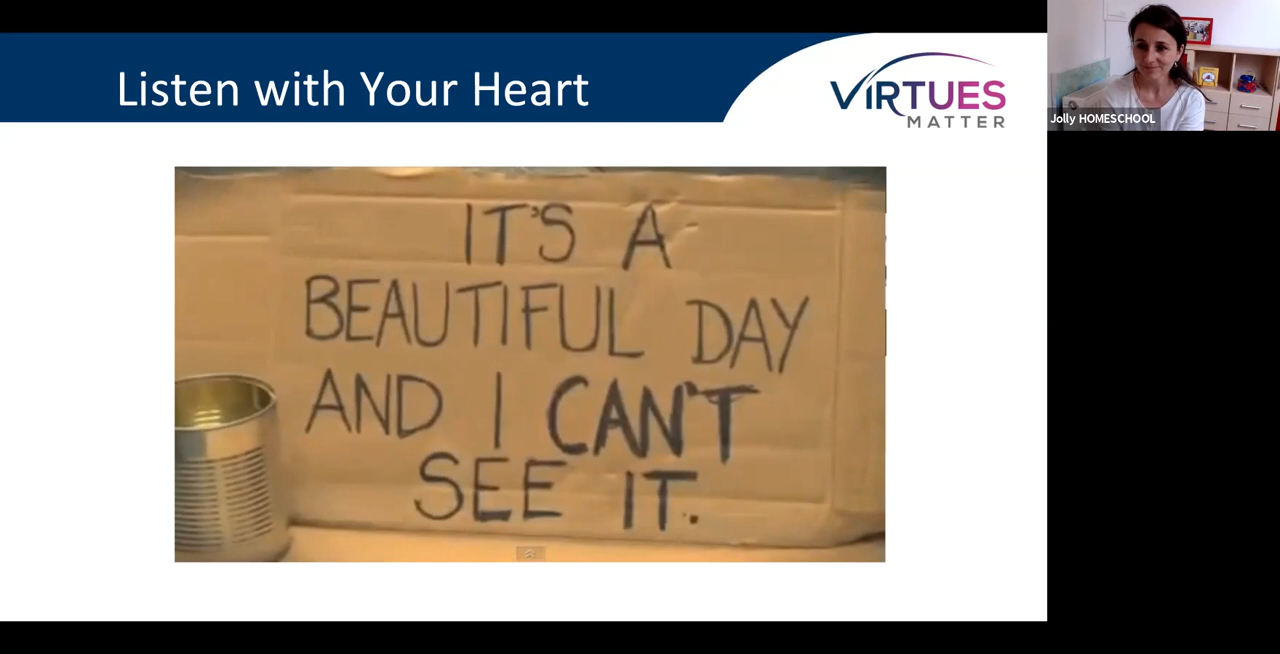 Listen with Your Heart
VIRTUES
MATTER
Jolly HOMESCHOOL
IT'S A
BEAUTIFUL DAY
AND I CAN'T
SEE IT.